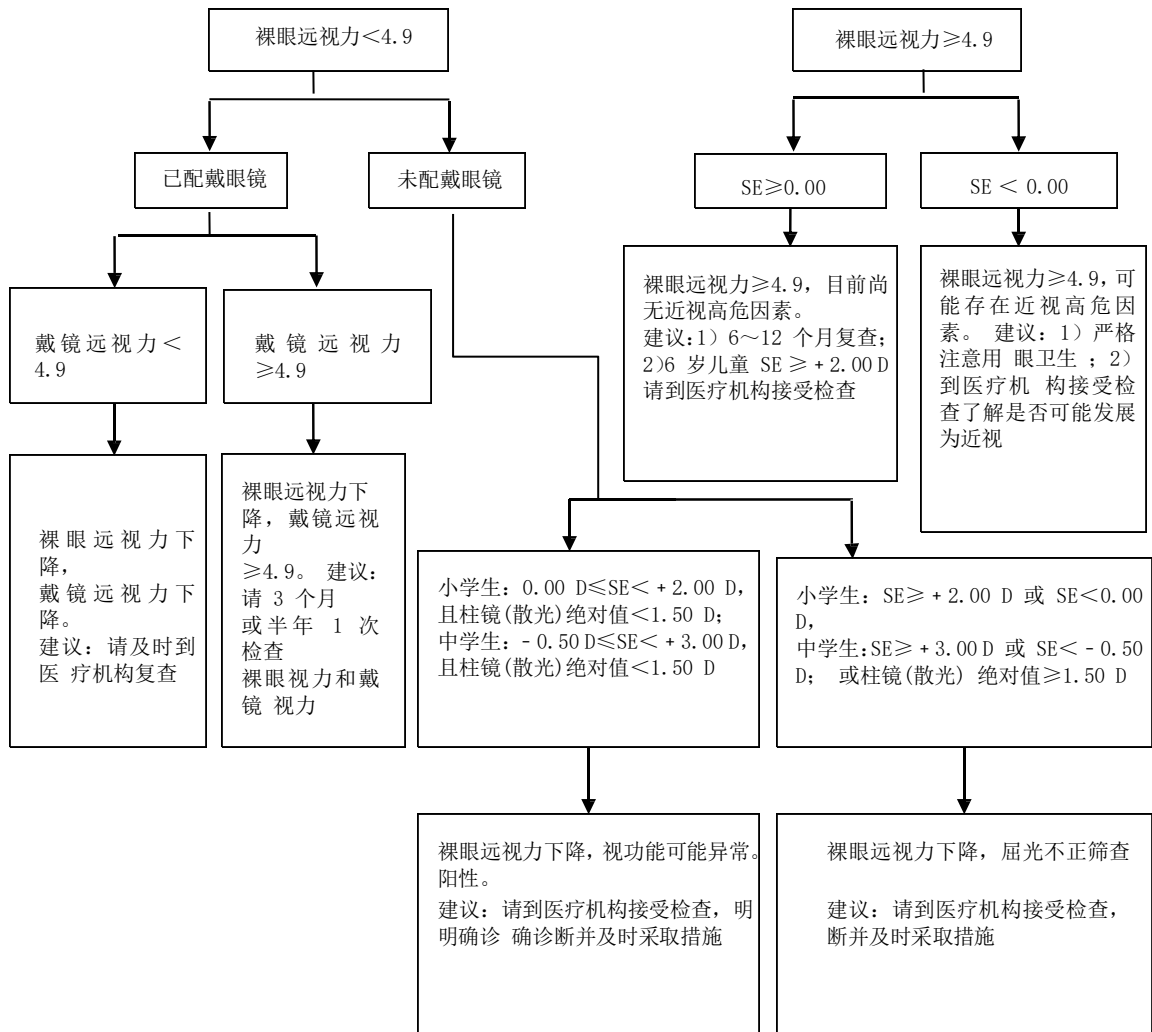 裸眼远视力＜4.9
裸眼远视力≥4.9
已配戴眼镜
未配戴眼镜
SE≥0.00
SE ＜ 0.00
戴镜远视力＜
4.9
戴 镜 远 视 力
≥4.9
裸眼远视力≥4.9，目前尚
无近视高危因素。
建议：1）6～12 个月复查；
2)6 岁儿童 SE ≥＋2.00 D
请到医疗机构接受检查
裸眼远视力≥4.9，可
能存在近视高危因
素。 建议：1）严格
注意用 眼卫生 ；2）
到医疗机 构接受检
查了解是否可能发展
为近视
裸 眼 远 视 力 下
降，
戴镜远视力下
降。
建议：请及时到
医 疗机构复查
裸眼远视力下
降，戴镜远视
力
≥4.9。 建议：
请 3 个月
或半年 1 次
检查
裸眼视力和戴
镜 视力
小学生：0.00 D≤SE＜＋2.00 D，
且柱镜(散光)绝对值＜1.50 D；
中学生：－0.50 D≤SE＜＋3.00 D，
且柱镜(散光)绝对值＜1.50 D
小学生：SE≥＋2.00 D 或 SE＜0.00
D，
中学生:SE≥＋3.00 D 或 SE＜－0.50
D； 或柱镜(散光) 绝对值≥1.50 D
裸眼远视力下降，视功能可能异常。
阳性。
建议：请到医疗机构接受检查，明
明确诊 确诊断并及时采取措施
裸眼远视力下降，屈光不正筛查
建议：请到医疗机构接受检查，
断并及时采取措施